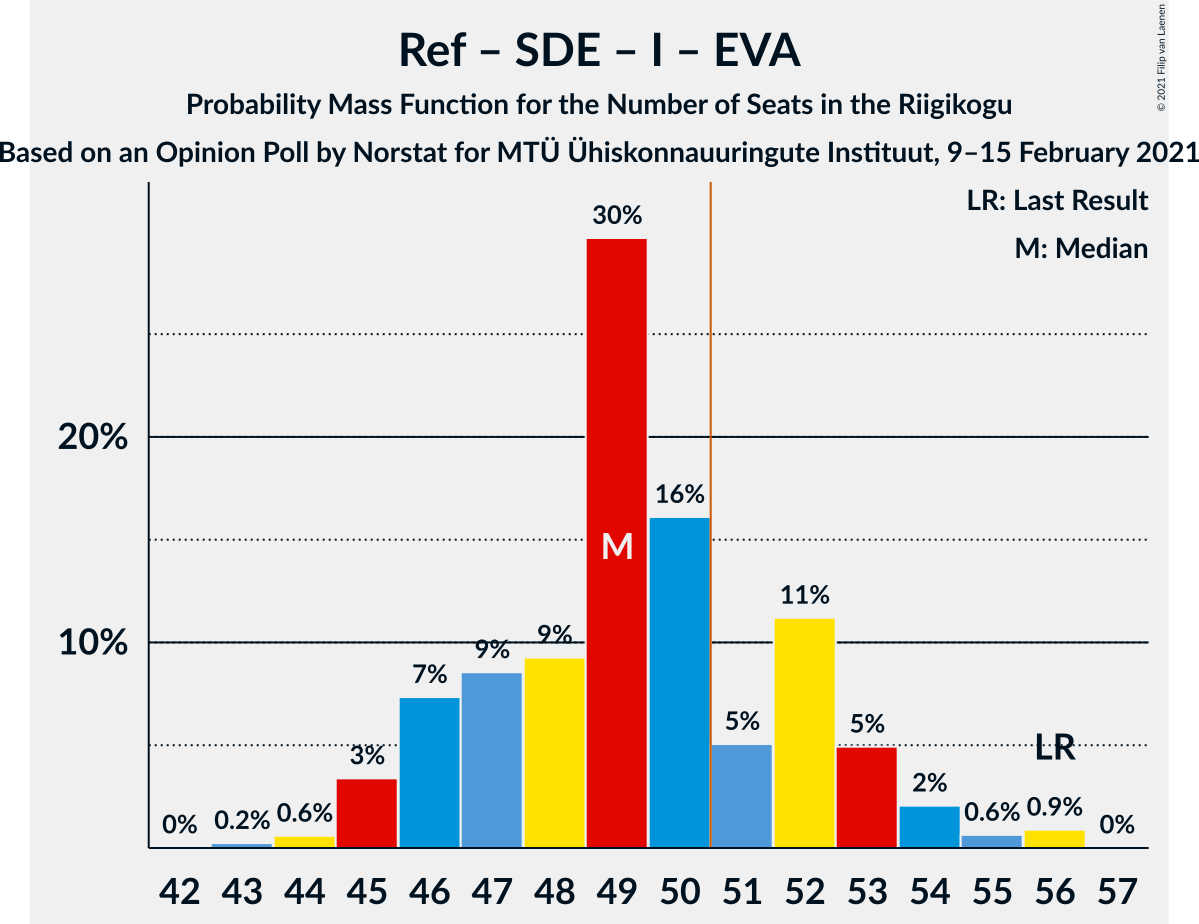 Ref – SDE – I – EVA
Probability Mass Function for the Number of Seats in the Riigikogu
Based on an Opinion Poll by Norstat for MTÜ Ühiskonnauuringute Instituut, 9–15 February 2021
© 2021 Filip van Laenen
LR: Last Result
M: Median
30%
20%
16%
M
11%
10%
9%
9%
7%
5%
5%
LR
3%
2%
0%
0.2%
0.6%
0.6%
0.9%
0%
42 43 44 45 46 47 48 49 50 51 52 53 54 55 56 57